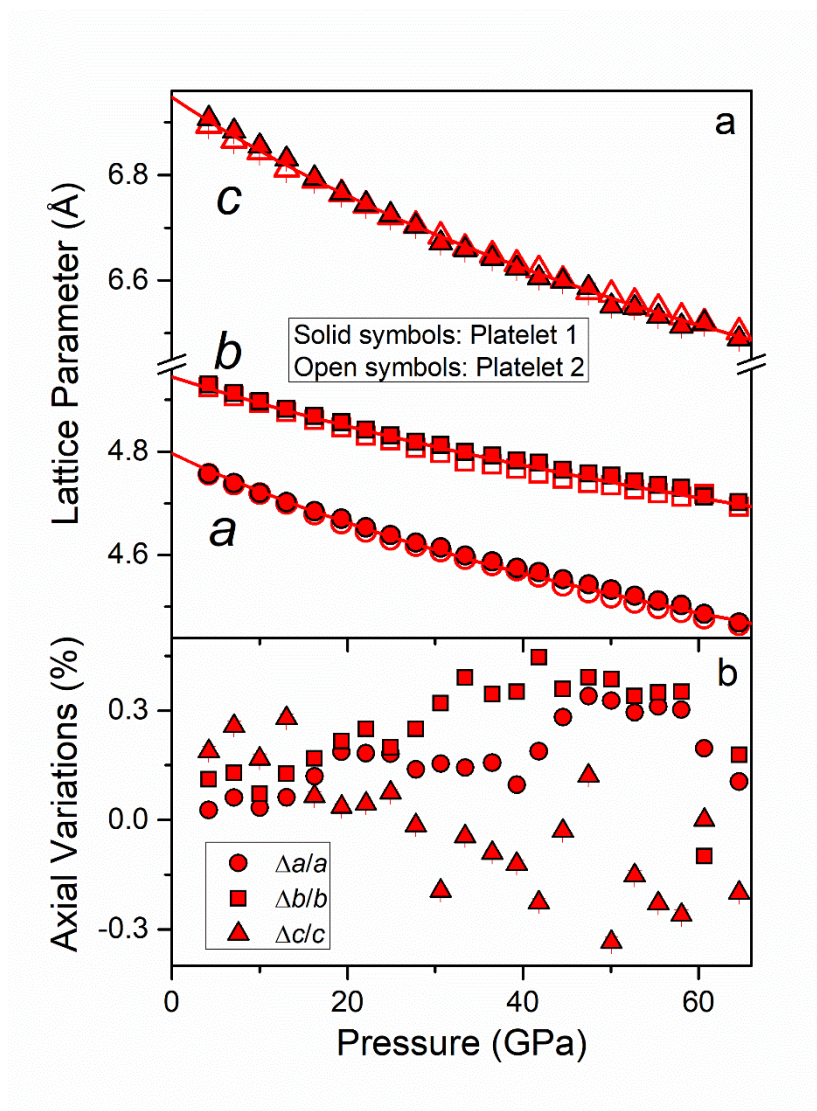 a
6.8
6.6
4.8
4.6
Lattice Parameter (Å)
c
b
a
Solid symbols: Platelet 1
Open symbols: Platelet 2
b
0.3
0.0
-0.3
Axial Variations (%)
Δa/a
Δb/b
Δc/c
0 20 40 60
Pressure (GPa)